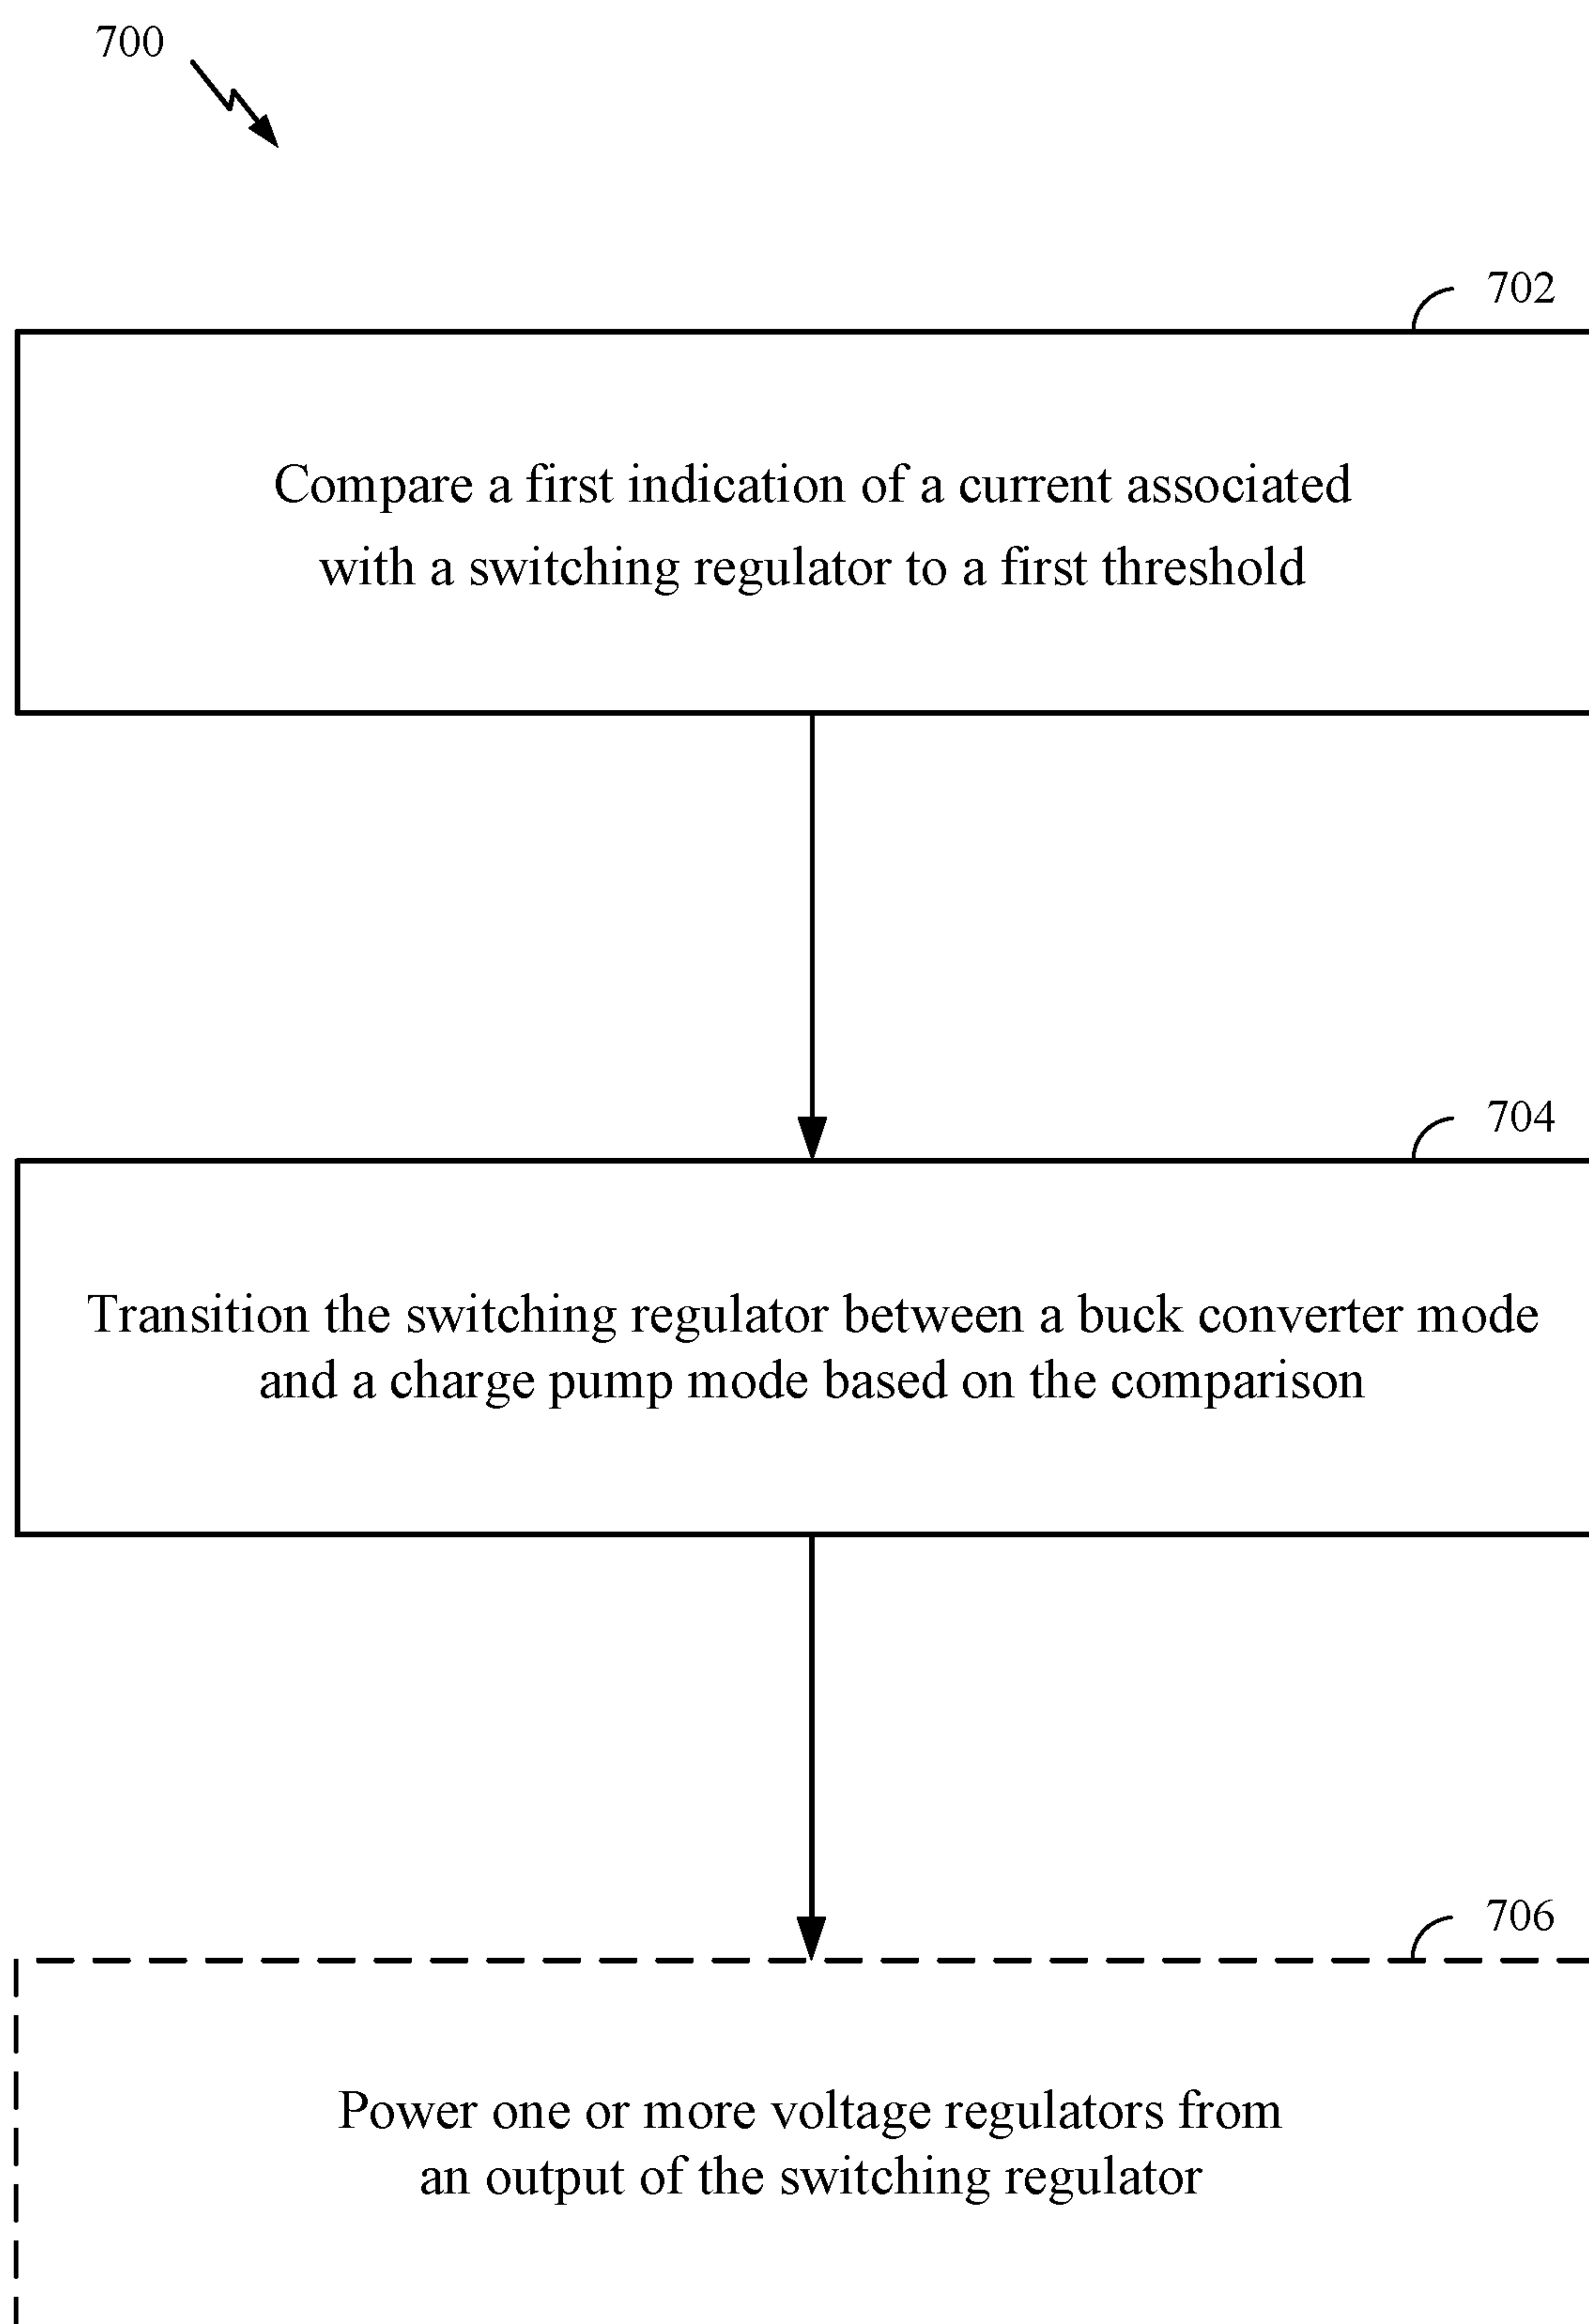 700
702
Compare a first indication of a current associated
with a switching regulator to a first threshold
704
Transition the switching regulator between a buck converter mode
and a charge pump mode based on the comparison
706
Power one or more voltage regulators from
an output of the switching regulator